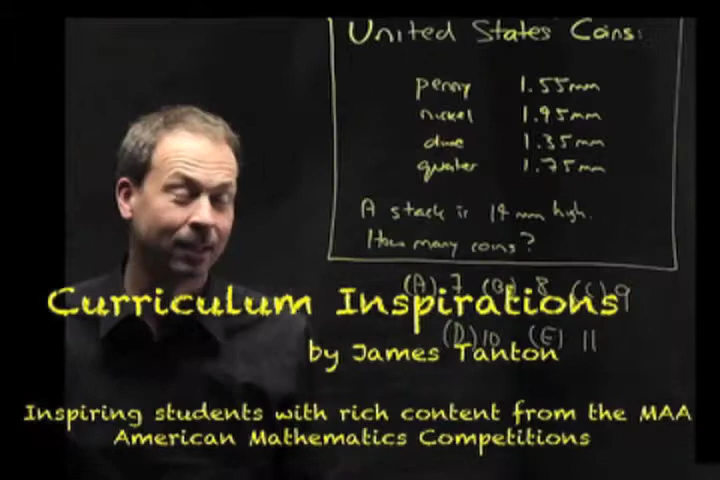 United States Coins:
penny 1.55mm
nickel 1.95mm
dime 1.35mm
quater 1.75mm
A stack is 14 mm high.
How many coins?
(A) 7 (B) 8 (C) 9
(D) 10 (E) 11
Curriculum Inspirations
by James Tanton
Inspiring students with rich content from the MAA
American Mathematics Competitions